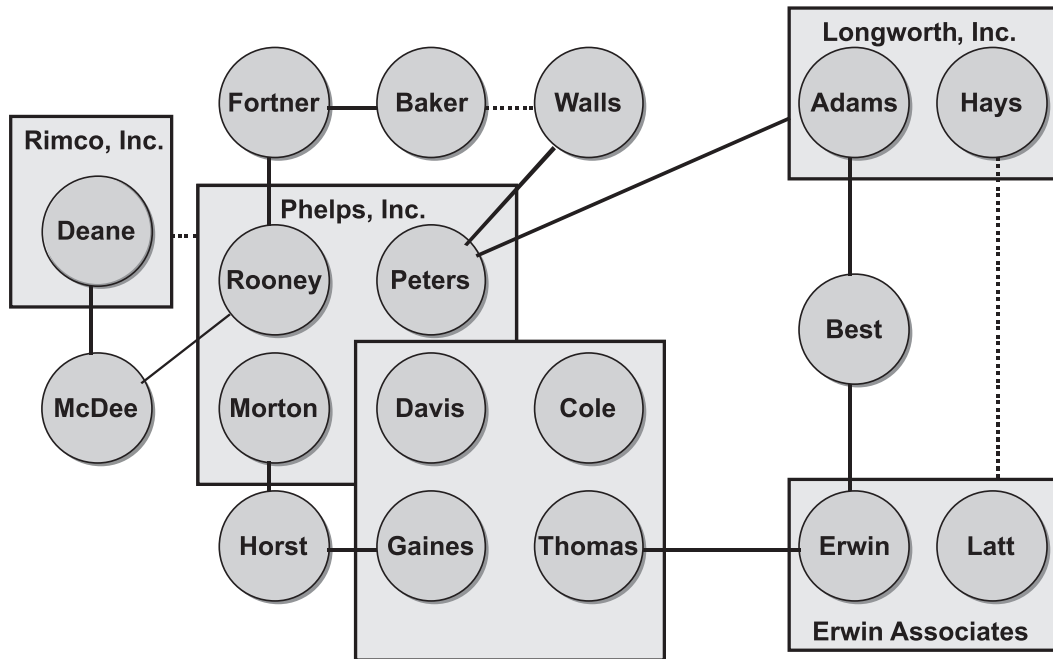 Longworth, Inc.
Fortner
Baker
Walls
Adams
Hays
Rimco, Inc.
Deane
Phelps, Inc.
Rooney
Peters
Best
McDee
Morton
Davis
Cole
Horst
Gaines
Thomas
Erwin
Latt
Erwin Associates